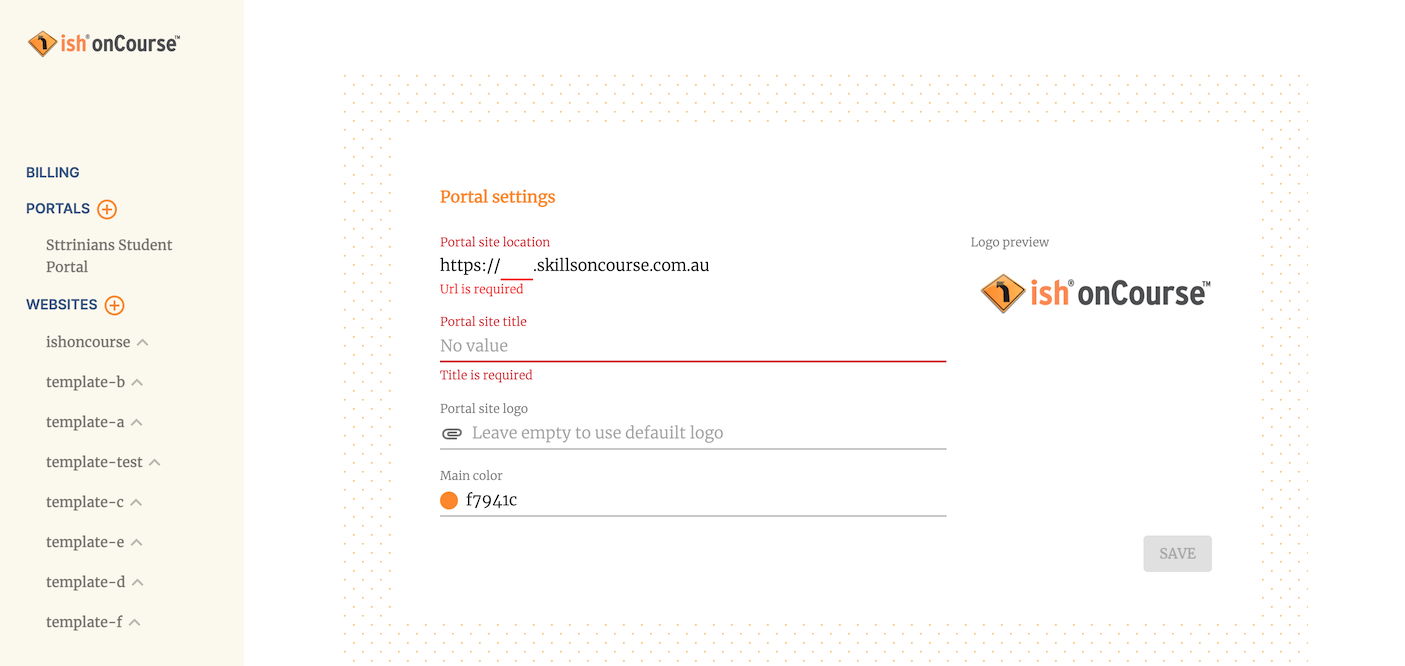 ish® onCourse™
BILLING
PORTALS
Sttrinians Student
Portal
WEBSITES
ishoncourse
template-b
template-a
template-test
template-c
template-e
template-d
template-f
Portal settings
Portal site location
https://    .skillsoncourse.com.au
Url is required
Portal site title
No value
Title is required
Portal site logo
Leave empty to use defauilt logo
Main color
f7941c
Logo preview
ish® onCourse™
SAVE